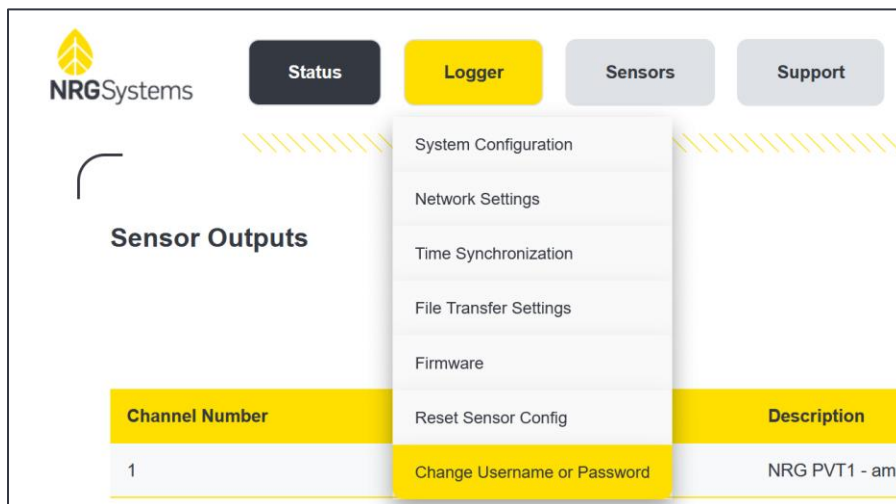 NRGSystems
Status
Logger
Sensors
Support
System Configuration
Network Settings
Time Synchronization
File Transfer Settings
Firmware
Reset Sensor Config
Change Username or Password
Sensor Outputs
Channel Number
Description
1
NRG PVT1 - am